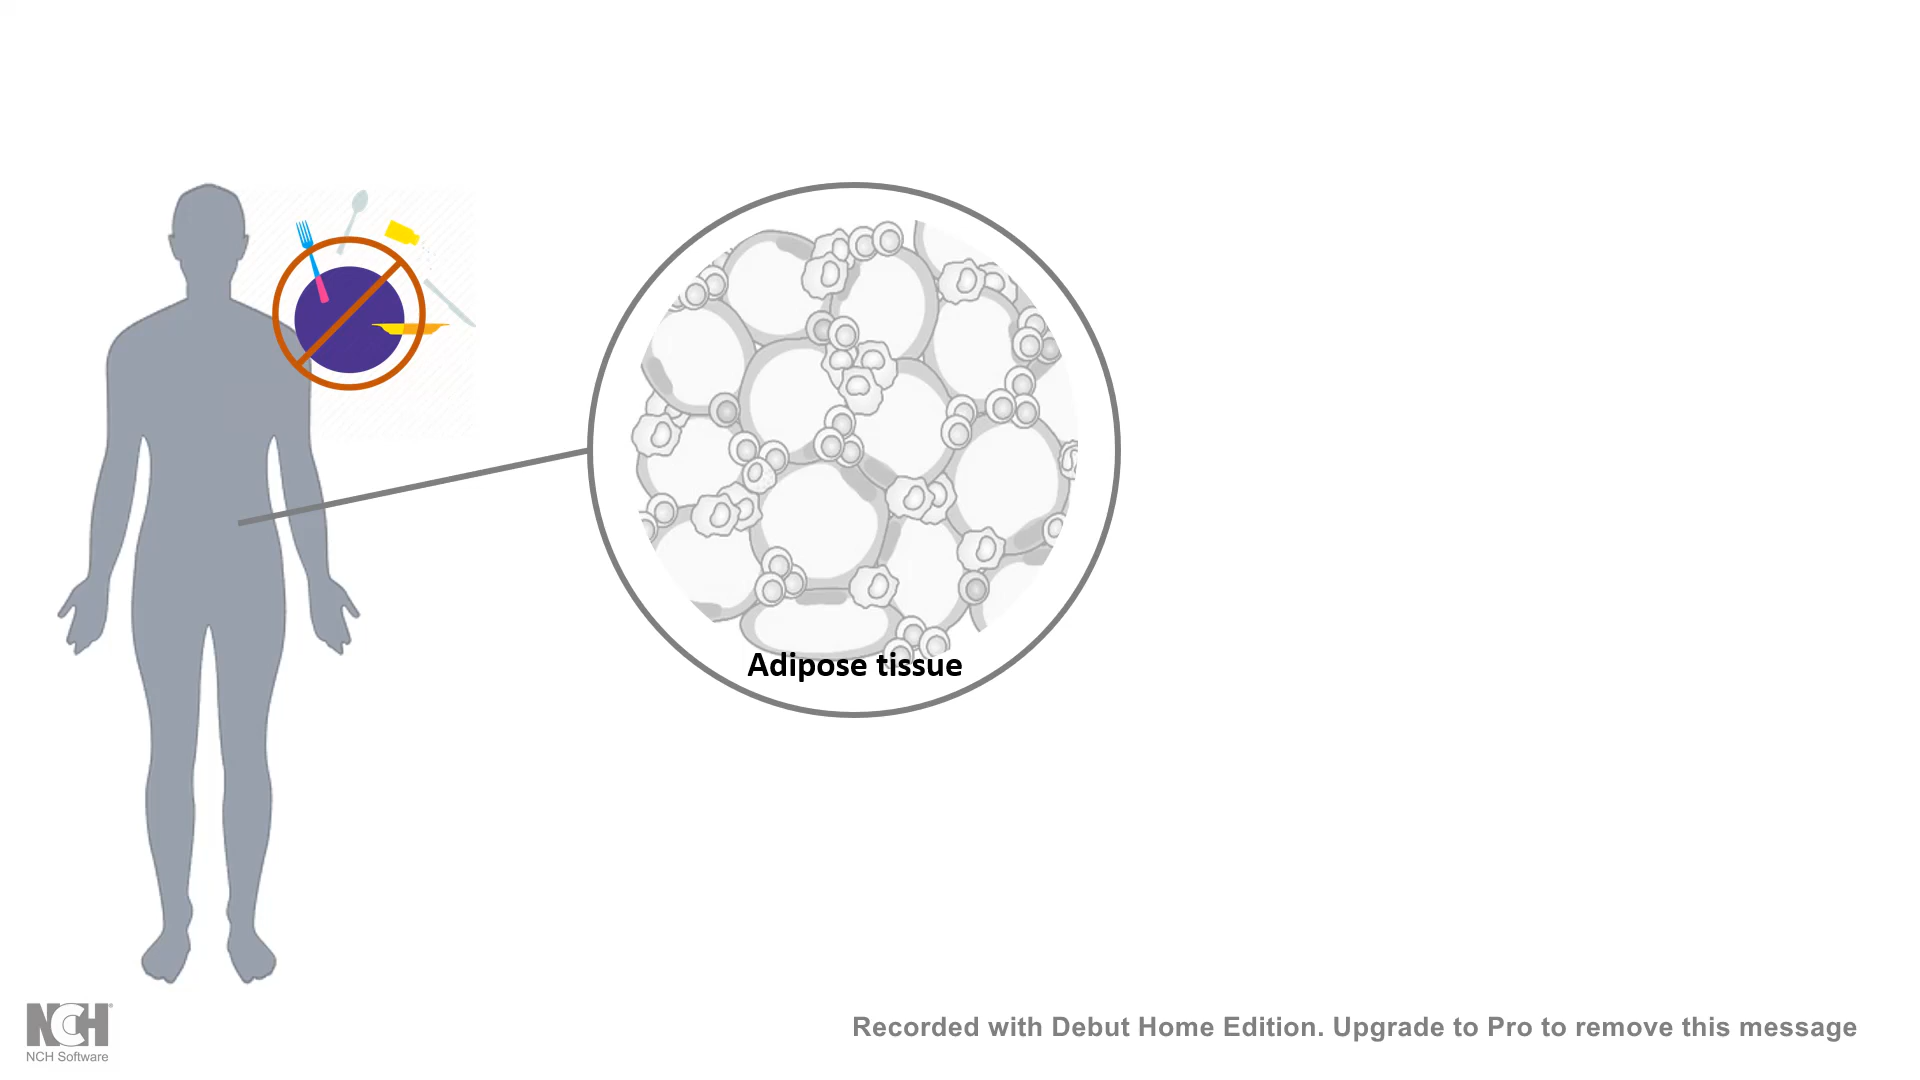 Adipose tissue
NCH
NCH Software
Recorded with Debut Home Edition. Upgrade to Pro to remove this message